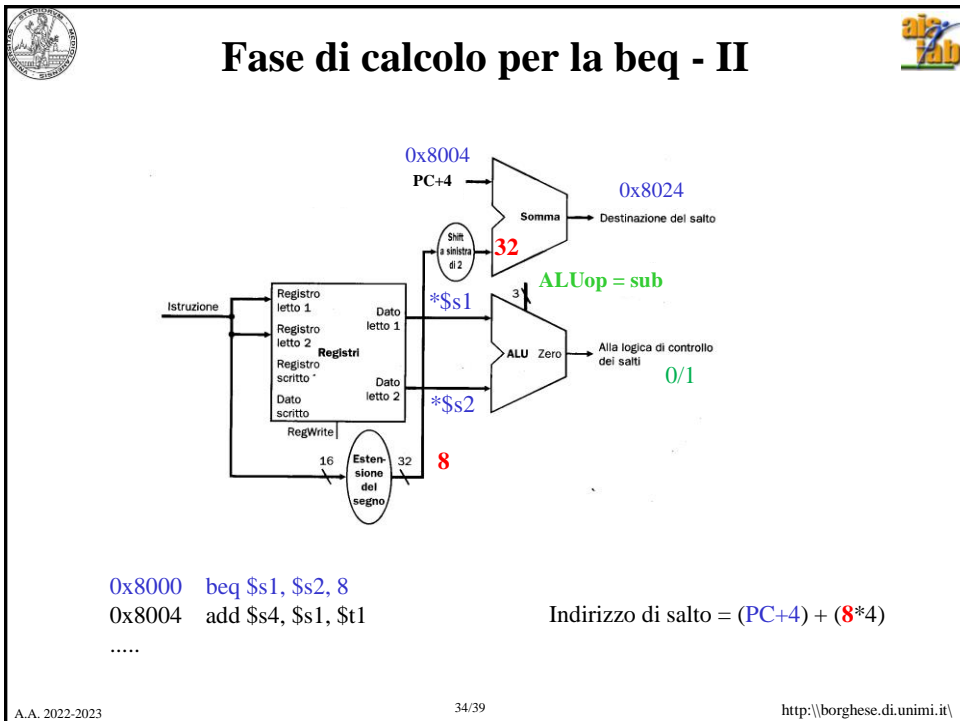 Fase di calcolo per la beq - II
ais
lab
0x8004
PC+4
0x8024
Somma
Destinazione del salto
Shift
a sinistra
di 2
32
ALUop = sub
3
Istruzione
Registro
letto 1
Registro
letto 2
Registri
Registro
scritto
Dato
scritto
Dato
letto 1
Dato
letto 2
RegWrite
*$s1
*$s2
ALU
Zero
Alla logica di controllo
dei salti
0/1
16
Esten-
sione
del
segno
32
8
0x8000 beq $s1, $s2, 8
0x8004 add $s4, $s1, $t1
.....
Indirizzo di salto = (PC+4) + (8*4)
A.A. 2022-2023
34/39
http:\\borghese.di.unimi.it\